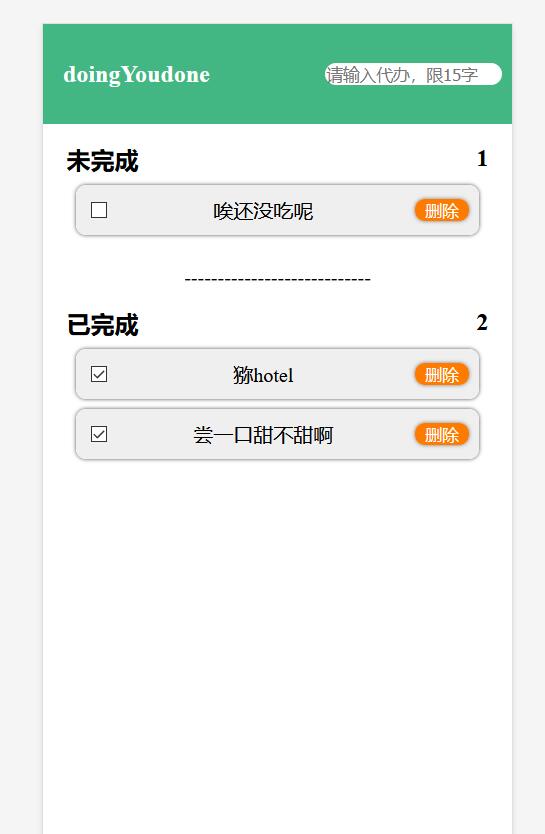 doingYoudone 请输入代办，限15字
未完成 1
唉还没吃呢 删除
----------------------------
已完成 2
猕hotel 删除
尝一口甜不甜啊 删除